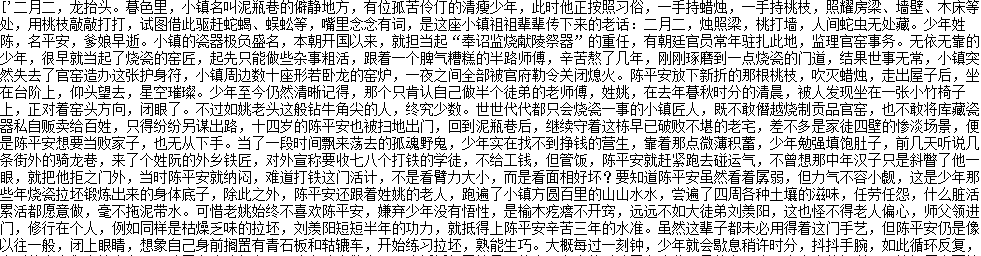 ['二月二，龙抬头。暮色里，小镇名叫泥瓶巷的僻静地方，有位孤苦伶仃的清瘦少年，此时他正按照习俗，一手持蜡烛，一手持桃枝，照耀房梁、墙壁、木床等
处，用桃枝敲敲打打，试图借此驱赶蛇蝎、蜈蚣等，嘴里念念有词，是这座小镇祖祖辈辈传下来的老话：二月二，烛照梁，桃打墙，人间蛇虫无处藏。少年姓
陈，名平安，爹娘早逝。小镇的瓷器极负盛名，本朝开国以来，就担当起“奉诏监烧献陵祭器”的重任，有朝廷官员常年驻扎此地，监理官窑事务。无依无靠的
少年，很早就当起了烧瓷的窑匠，起先只能做些杂事粗活，跟着一个脾气糟糕的半路师傅，辛苦熬了几年，刚刚琢磨到一点烧瓷的门道，结果世事无常，小镇突
然失去了官窑造办这张护身符，小镇周边数十座形若卧龙的窑炉，一夜之间全部被官府勒令关闭熄火。陈平安放下新折的那根桃枝，吹灭蜡烛，走出屋子后，坐
在台阶上，仰头望去，星空璀璨。少年至今仍然清晰记得，那个只肯认自己做半个徒弟的老师傅，姓姚，在去年暮秋时分的清晨，被人发现坐在一张小竹椅子
上，正对着窑头方向，闭眼了。不过如姚老头这般钻牛角尖的人，终究少数。世世代代都只会烧瓷一事的小镇匠人，既不敢僭越烧制贡品官窑，也不敢将库藏瓷
器私自贩卖给百姓，只得纷纷另谋出路，十四岁的陈平安也被扫地出门，回到泥瓶巷后，继续守着这栋早已破败不堪的老宅，差不多是家徒四壁的惨淡场景，便
是陈平安想要当败家子，也无从下手。当了一段时间飘来荡去的孤魂野鬼，少年实在找不到挣钱的营生，靠着那点微薄积蓄，少年勉强填饱肚子，前几天听说几
条街外的骑龙巷，来了个姓阮的外乡铁匠，对外宣称要收七八个打铁的学徒，不给工钱，但管饭，陈平安就赶紧跑去碰运气，不曾想那中年汉子只是斜瞥了他一
眼，就把他拒之门外，当时陈平安就纳闷，难道打铁这门活计，不是看臂力大小，而是看面相好坏？要知道陈平安虽然看着孱弱，但力气不容小觑，这是少年那
些年烧瓷拉坯锻炼出来的身体底子，除此之外，陈平安还跟着姓姚的老人，跑遍了小镇方圆百里的山山水水，尝遍了四周各种土壤的滋味，任劳任怨，什么脏活
累活都愿意做，毫不拖泥带水。可惜老姚始终不喜欢陈平安，嫌弃少年没有悟性，是榆木疙瘩不开窍，远远不如大徒弟刘羡阳，这也怪不得老人偏心，师父领进
门，修行在个人，例如同样是枯燥乏味的拉坯，刘羡阳短短半年的功力，就抵得上陈平安辛苦三年的水准。虽然这辈子都未必用得着这门手艺，但陈平安仍是像
以往一般，闭上眼睛，想象自己身前搁置有青石板和轱辘车，开始练习拉坯，熟能生巧。大概每过一刻钟，少年就会歇息稍许时分，抖抖手腕，如此循环反复，